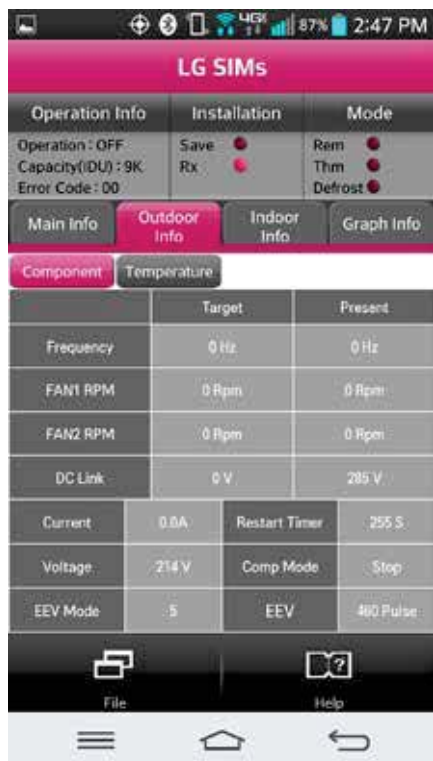 4G 87% 2:47 PM
LG SIMs
Operation Info Installation Mode
Operation : OFF Save Rem
Capacity(IDU) : 9K Rx Thm
Error Code : 00 Defrost
Main Info Outdoor Info Indoor Info Graph Info
Component Temperature
Target Present
Frequency 0 Hz 0 Hz
FAN1 RPM 0 Rpm 0 Rpm
FAN2 RPM 0 Rpm 0 Rpm
DC Link 0 V 285 V
Current 0.0A Restart Timer 255 S
Voltage 214 V Comp Mode Stop
EEV Mode 5 EEV 460 Pulse
File Help